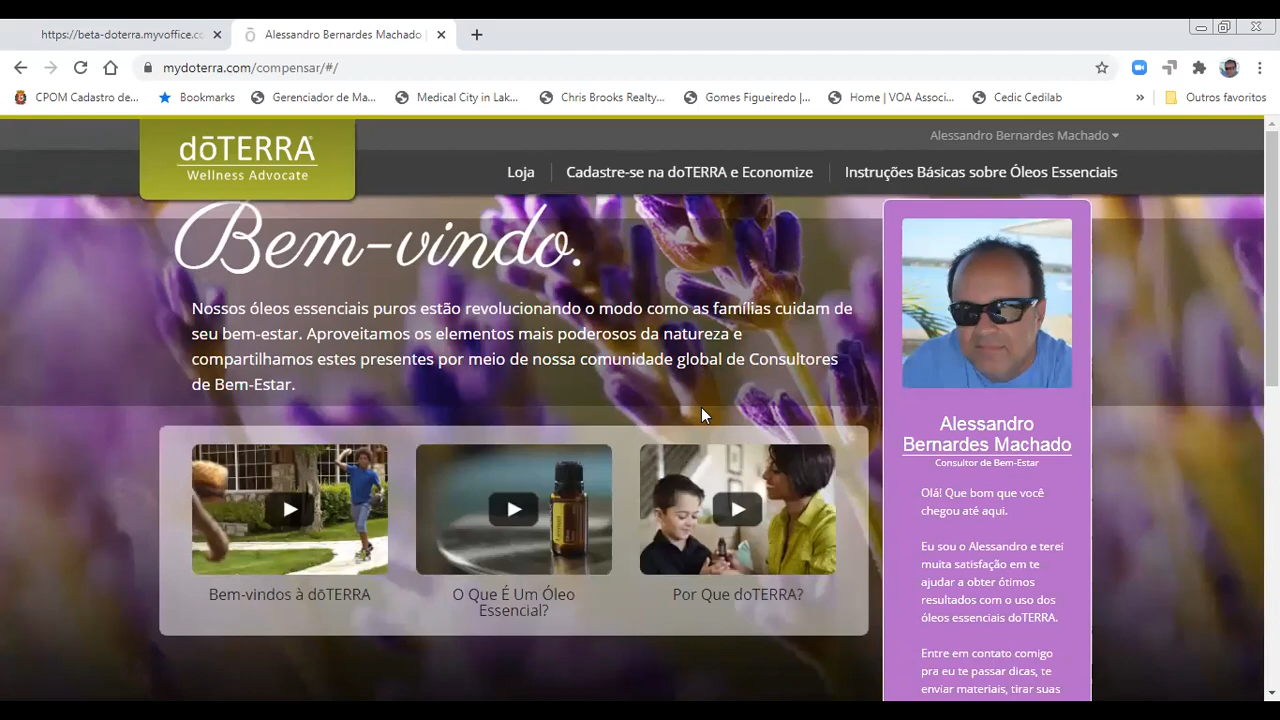 https://beta-doterra.myvoffice.co
Alessandro Bernardes Machado |
mydoterra.com/compensar/#/
CPOM Cadastro de...
Bookmarks
Gerenciador de Ma...
Medical City in Lak...
Chris Brooks Realty...
Gomes Figueiredo |...
Home | VOA Associ...
Cedic Cedilab
»
Outros favoritos
Alessandro Bernardes Machado
dōTERRA®
Wellness Advocate
Loja
Cadastre-se na doTERRA e Economize
Instruções Básicas sobre Óleos Essenciais
Bem-vindo.
Nossos óleos essenciais puros estão revolucionando o modo como as famílias cuidam de
seu bem-estar. Aproveitamos os elementos mais poderosos da natureza e
compartilhamos estes presentes por meio de nossa comunidade global de Consultores
de Bem-Estar.
Bem-vindos à dōTERRA
O Que É Um Óleo
Essencial?
Por Que doTERRA?
Alessandro
Bernardes Machado
Consultor de Bem-Estar
Olá! Que bom que você
chegou até aqui.
Eu sou o Alessandro e terei
muita satisfação em te
ajudar a obter ótimos
resultados com o uso dos
óleos essenciais doTERRA.
Entre em contato comigo
pra eu te passar dicas, te
enviar materiais, tirar suas